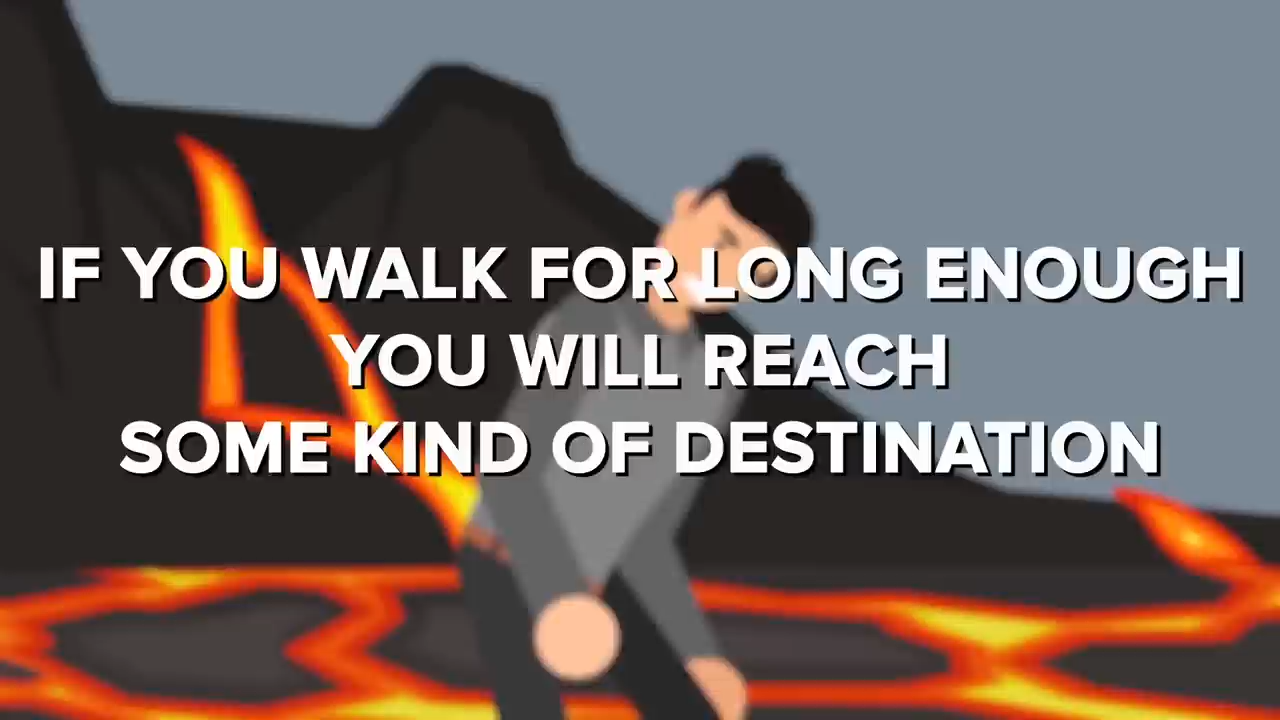 IF YOU WALK FOR LONG ENOUGH
YOU WILL REACH
SOME KIND OF DESTINATION